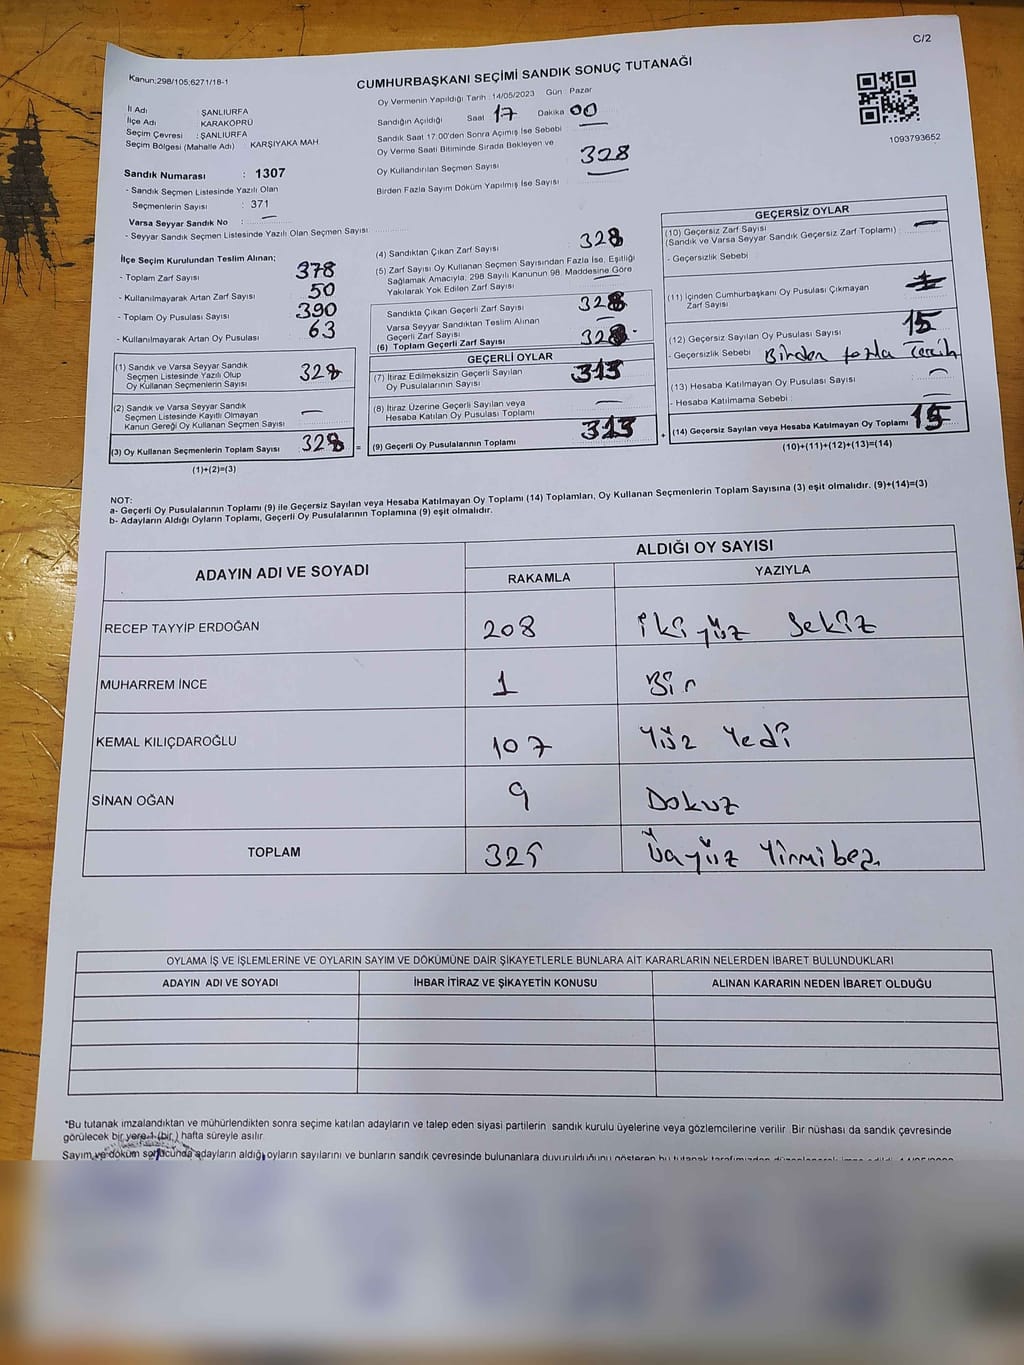 C/2
Kanun;298/105;6271/18-1
CUMHURBAŞKANI SEÇİMİ SANDIK SONUÇ TUTANAĞI
1093793652
İl Adı : ŞANLIURFA
İlçe Adı KARAKÖPRÜ
Seçim Çevresi : ŞANLIURFA
Seçim Bölgesi (Mahalle Adı) KARŞIYAKA MAH
Sandık Numarası : 1307
- Sandık Seçmen Listesinde Yazılı Olan
Seçmenlerin Sayısı : 371
Varsa Seyyar Sandık No : —
- Seyyar Sandık Seçmen Listesinde Yazılı Olan Seçmen Sayısı
Oy Vermenin Yapıldığı Tarih : 14/05/2023 Gün : Pazar
Sandığın Açıldığı Saat 17 Dakika 00
Sandık Saat 17:00'den Sonra Açımış İse Sebebi —
Oy Verme Saati Bitiminde Sırada Bekleyen ve
Oy Kullandırılan Seçmen Sayısı 328
Birden Fazla Sayım Döküm Yapılmış İse Sayısı
İlçe Seçim Kurulundan Teslim Alınan;
- Toplam Zarf Sayısı 378
- Kullanılmayarak Artan Zarf Sayısı 50
- Toplam Oy Pusulası Sayısı 390
- Kullanılmayarak Artan Oy Pusulası 63
(1) Sandık ve Varsa Seyyar Sandık
Seçmen Listesinde Yazılı Olup
Oy Kullanan Seçmenlerin Sayısı 328
(2) Sandık ve Varsa Seyyar Sandık
Seçmen Listesinde Kayıtlı Olmayan
Kanun Gereği Oy Kullanan Seçmen Sayısı —
(3) Oy Kullanan Seçmenlerin Toplam Sayısı 328
(1)+(2)=(3)
(4) Sandıktan Çıkan Zarf Sayısı 328
(5) Zarf Sayısı Oy Kullanan Seçmen Sayısından Fazla İse, Eşitliği
Sağlamak Amacıyla; 298 Sayılı Kanunun 98. Maddesine Göre
Yakılarak Yok Edilen Zarf Sayısı —
Sandıkta Çıkan Geçerli Zarf Sayısı 328
Varsa Seyyar Sandıktan Teslim Alınan
Geçerli Zarf Sayısı —
(6) Toplam Geçerli Zarf Sayısı 328
GEÇERLİ OYLAR
(7) İtiraz Edilmeksizin Geçerli Sayılan
Oy Pusulalarının Sayısı 313
(8) İtiraz Üzerine Geçerli Sayılan veya
Hesaba Katılan Oy Pusulası Toplamı —
(9) Geçerli Oy Pusulalarının Toplamı 313
GEÇERSİZ OYLAR
(10) Geçersiz Zarf Sayısı —
(Sandık ve Varsa Seyyar Sandık Geçersiz Zarf Toplamı)
- Geçersizlik Sebebi
(11) İçinden Cumhurbaşkanı Oy Pusulası Çıkmayan
Zarf Sayısı
(12) Geçersiz Sayılan Oy Pusulası Sayısı 15
- Geçersizlik Sebebi Birden fazla Tercih
(13) Hesaba Katılmayan Oy Pusulası Sayısı —
- Hesaba Katılmama Sebebi : —
(14) Geçersiz Sayılan veya Hesaba Katılmayan Oy Toplamı 15
(10)+(11)+(12)+(13)=(14)
NOT:
a- Geçerli Oy Pusulalarının Toplamı (9) ile Geçersiz Sayılan veya Hesaba Katılmayan Oy Toplamı (14) Toplamları, Oy Kullanan Seçmenlerin Toplam Sayısına (3) eşit olmalıdır. (9)+(14)=(3)
b- Adayların Aldığı Oyların Toplamı, Geçerli Oy Pusulalarının Toplamına (9) eşit olmalıdır.
ADAYIN ADI VE SOYADI
ALDIĞI OY SAYISI
RAKAMLA YAZIYLA
RECEP TAYYİP ERDOĞAN 208 İki yüz Sekiz
MUHARREM İNCE 1 Bir
KEMAL KILIÇDAROĞLU 107 Yüz Yedi
SİNAN OĞAN 9 Dokuz
TOPLAM 325 Üçyüz Yirmibeş
OYLAMA İŞ VE İŞLEMLERİNE VE OYLARIN SAYIM VE DÖKÜMÜNE DAİR ŞİKAYETLERLE BUNLARA AİT KARARLARIN NELERDEN İBARET BULUNDUKLARI
ADAYIN ADI VE SOYADI İHBAR İTİRAZ VE ŞİKAYETİN KONUSU ALINAN KARARIN NEDEN İBARET OLDUĞU
*Bu tutanak imzalandıktan ve mühürlendikten sonra seçime katılan adayların ve talep eden siyasi partilerin sandık kurulu üyelerine veya gözlemcilerine verilir. Bir nüshası da sandık çevresinde
görülecek bir yere 1 (bir ) hafta süreyle asılır.
Sayım ve döküm sonucunda adayların aldığı oyların sayılarını ve bunların sandık çevresinde bulunanlara duyurulduğunu gösteren bu tutanak tarafımızdan